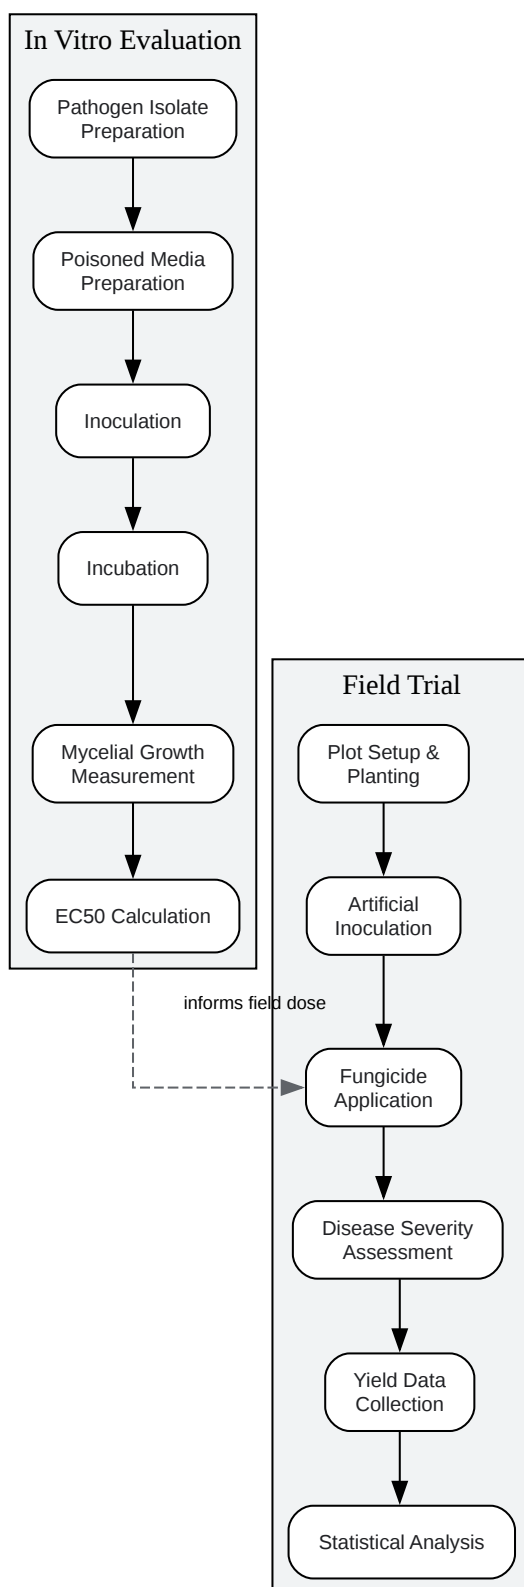 In Vitro Evaluation
Pathogen Isolate
Preparation
Poisoned Media
Preparation
Inoculation
Incubation
Mycelial Growth
Measurement
EC50 Calculation
informs field dose
Field Trial
Plot Setup &
Planting
Artificial
Inoculation
Fungicide
Application
Disease Severity
Assessment
Yield Data
Collection
Statistical Analysis